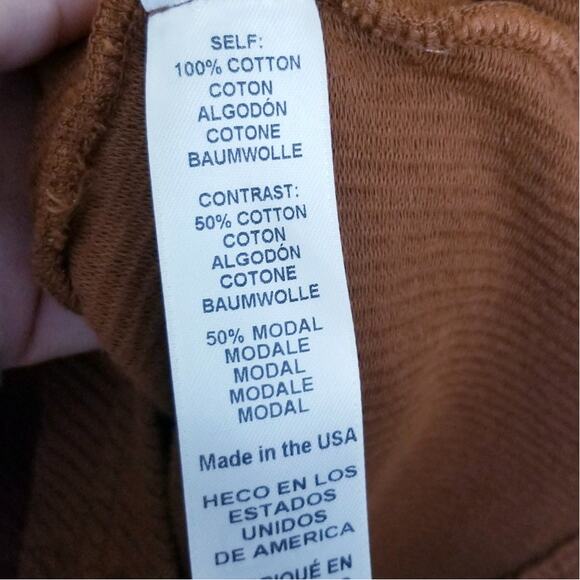 SELF:
100% COTTON
COTON
ALGODÓN
COTONE
BAUMWOLLE
CONTRAST:
50% COTTON
COTON
ALGODÓN
COTONE
BAUMWOLLE
50% MODAL
MODALE
MODAL
MODALE
MODAL
Made in the USA
HECO EN LOS
ESTADOS
UNIDOS
DE AMERICA
EN